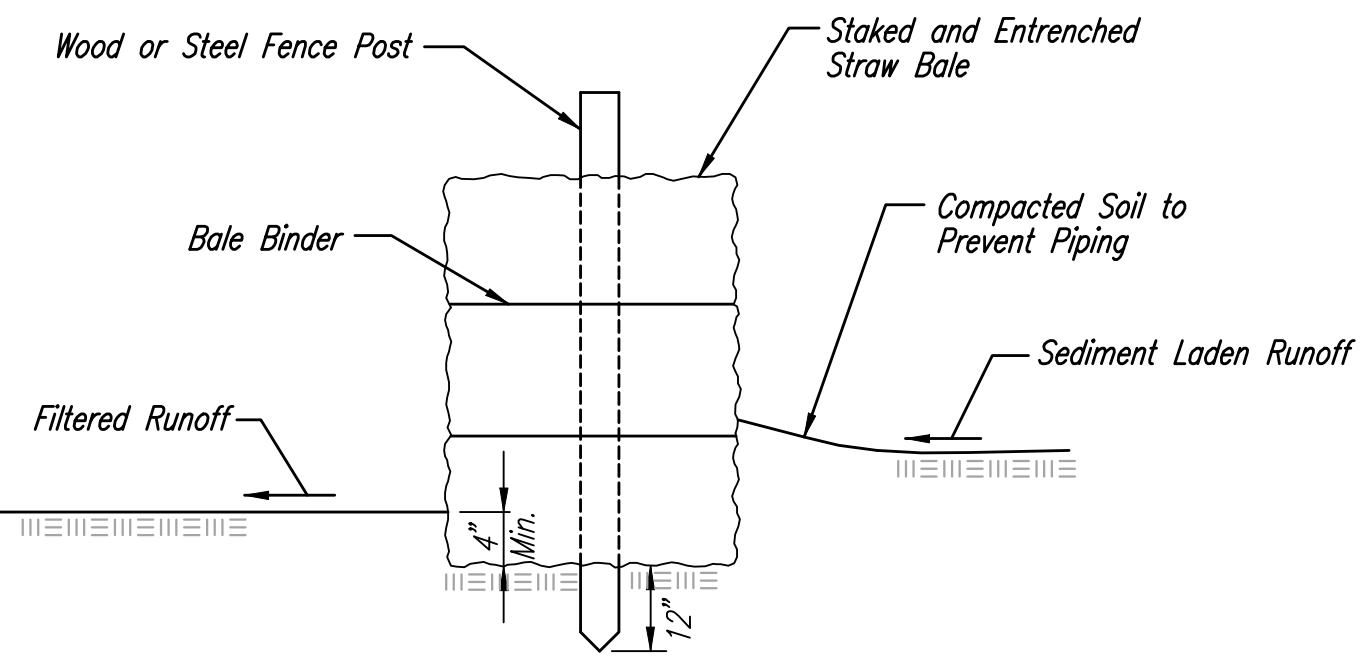 Wood or Steel Fence Post
Staked and Entrenched
Straw Bale
Bale Binder
Compacted Soil to
Prevent Piping
Sediment Laden Runoff
Filtered Runoff
4"
Min.
12"